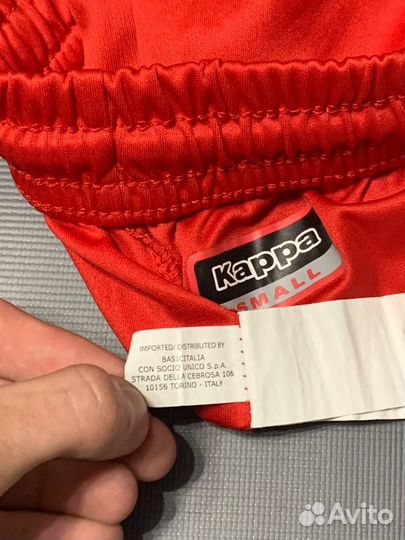 Kappa
SMALL
IMPORTED/DISTRIBUTED BY
BASICITALIA
CON SOCIO UNICO S.p.A.
STRADA DELLA CEBROSA 106
10156 TORINO - ITALY
Avito